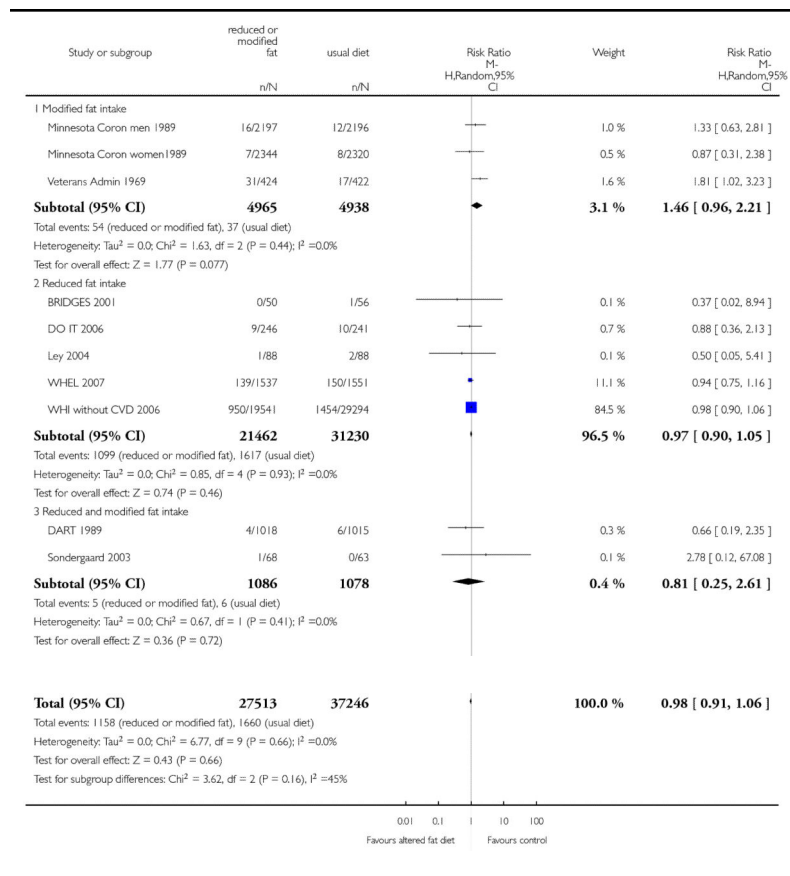 Study or subgroup
reduced or
modified
fat
usual diet
Risk Ratio
M-
H,Random,95%
CI
Weight
Risk Ratio
M-
H,Random,95%
CI
n/N
n/N
1 Modified fat intake
Minnesota Coron men 1989 16/2197 12/2196 1.0 % 1.33 [ 0.63, 2.81 ]
Minnesota Coron women1989 7/2344 8/2320 0.5 % 0.87 [ 0.31, 2.38 ]
Veterans Admin 1969 31/424 17/422 1.6 % 1.81 [ 1.02, 3.23 ]
Subtotal (95% CI) 4965 4938 3.1 % 1.46 [ 0.96, 2.21 ]
Total events: 54 (reduced or modified fat), 37 (usual diet)
Heterogeneity: Tau² = 0.0; Chi² = 1.63, df = 2 (P = 0.44); I² =0.0%
Test for overall effect: Z = 1.77 (P = 0.077)
2 Reduced fat intake
BRIDGES 2001 0/50 1/56 0.1 % 0.37 [ 0.02, 8.94 ]
DO IT 2006 9/246 10/241 0.7 % 0.88 [ 0.36, 2.13 ]
Ley 2004 1/88 2/88 0.1 % 0.50 [ 0.05, 5.41 ]
WHEL 2007 139/1537 150/1551 11.1 % 0.94 [ 0.75, 1.16 ]
WHI without CVD 2006 950/19541 1454/29294 84.5 % 0.98 [ 0.90, 1.06 ]
Subtotal (95% CI) 21462 31230 96.5 % 0.97 [ 0.90, 1.05 ]
Total events: 1099 (reduced or modified fat), 1617 (usual diet)
Heterogeneity: Tau² = 0.0; Chi² = 0.85, df = 4 (P = 0.93); I² =0.0%
Test for overall effect: Z = 0.74 (P = 0.46)
3 Reduced and modified fat intake
DART 1989 4/1018 6/1015 0.3 % 0.66 [ 0.19, 2.35 ]
Sondergaard 2003 1/68 0/63 0.1 % 2.78 [ 0.12, 67.08 ]
Subtotal (95% CI) 1086 1078 0.4 % 0.81 [ 0.25, 2.61 ]
Total events: 5 (reduced or modified fat), 6 (usual diet)
Heterogeneity: Tau² = 0.0; Chi² = 0.67, df = 1 (P = 0.41); I² =0.0%
Test for overall effect: Z = 0.36 (P = 0.72)
Total (95% CI) 27513 37246 100.0 % 0.98 [ 0.91, 1.06 ]
Total events: 1158 (reduced or modified fat), 1660 (usual diet)
Heterogeneity: Tau² = 0.0; Chi² = 6.77, df = 9 (P = 0.66); I² =0.0%
Test for overall effect: Z = 0.43 (P = 0.66)
Test for subgroup differences: Chi² = 3.62, df = 2 (P = 0.16), I² =45%
0.01 0.1 1 10 100
Favours altered fat diet Favours control